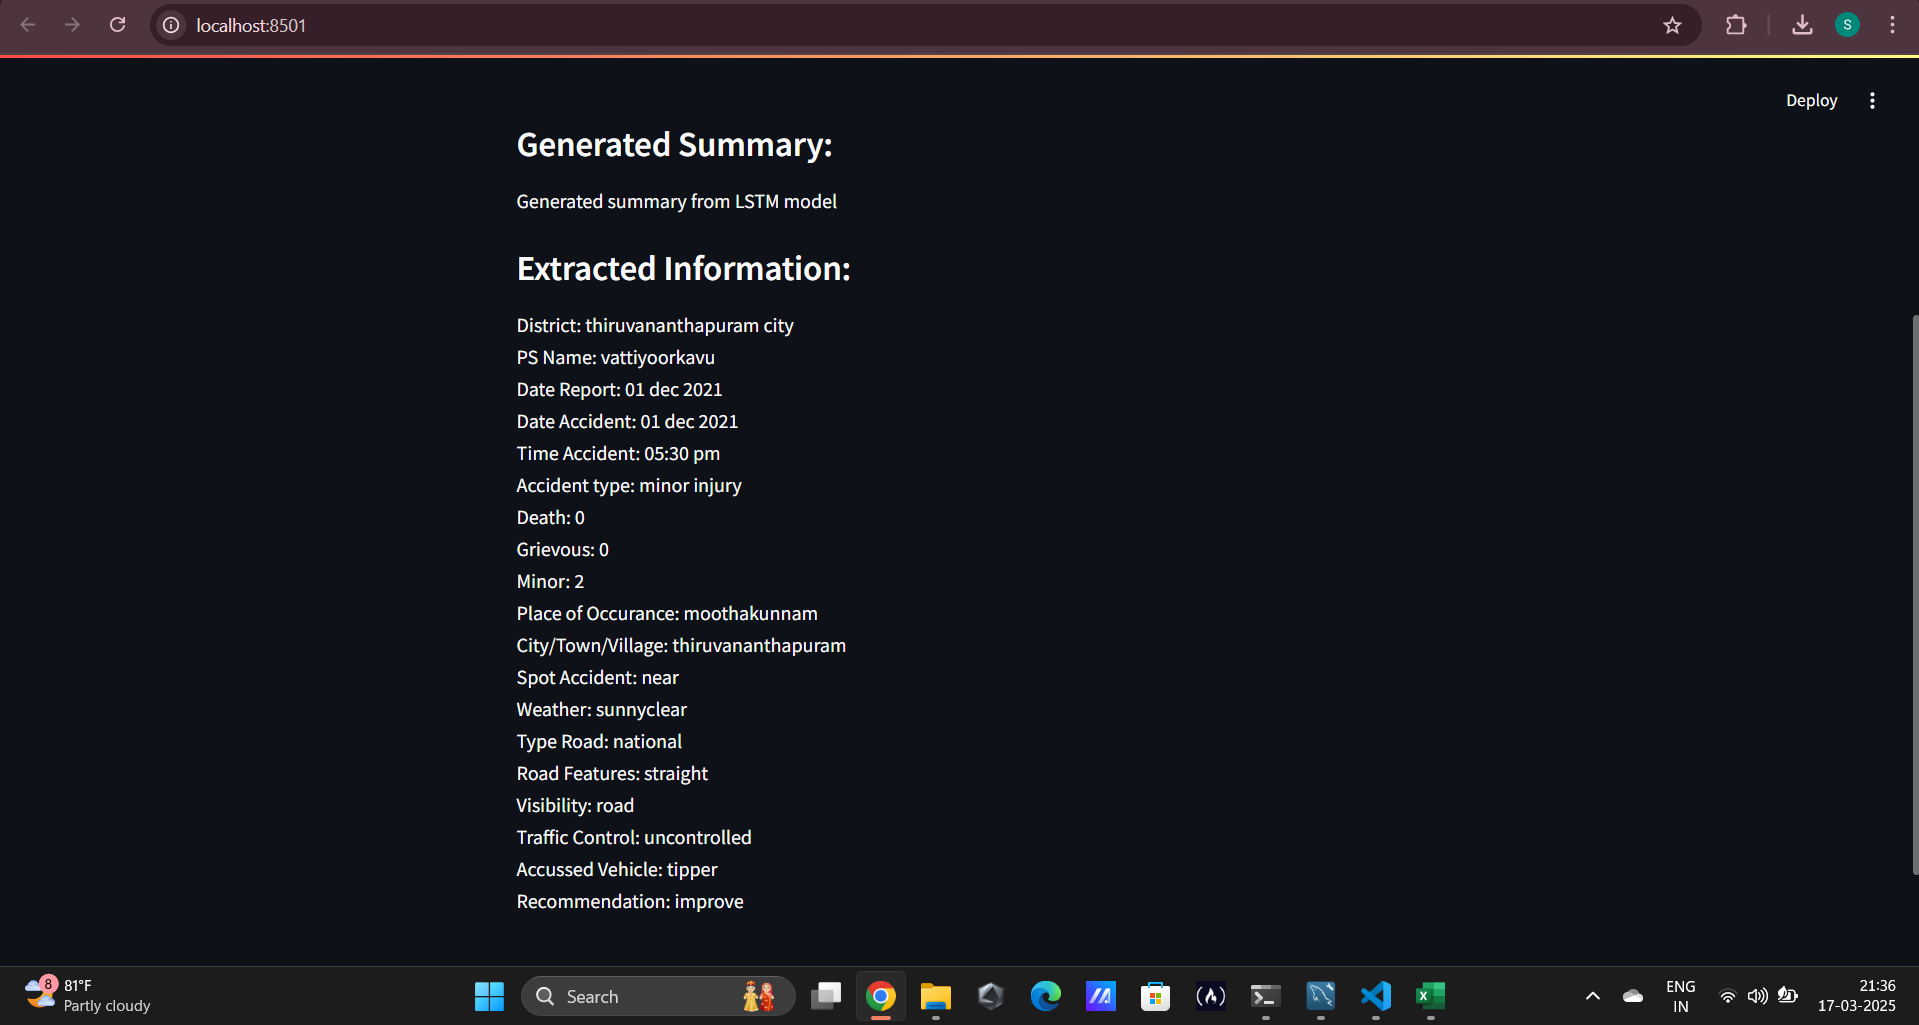 localhost:8501
S
Deploy
Generated Summary:
Generated summary from LSTM model
Extracted Information:
District: thiruvananthapuram city
PS Name: vattiyoorkavu
Date Report: 01 dec 2021
Date Accident: 01 dec 2021
Time Accident: 05:30 pm
Accident type: minor injury
Death: 0
Grievous: 0
Minor: 2
Place of Occurance: moothakunnam
City/Town/Village: thiruvananthapuram
Spot Accident: near
Weather: sunnyclear
Type Road: national
Road Features: straight
Visibility: road
Traffic Control: uncontrolled
Accussed Vehicle: tipper
Recommendation: improve
8
81°F
Partly cloudy
Search
ENG
IN
21:36
17-03-2025